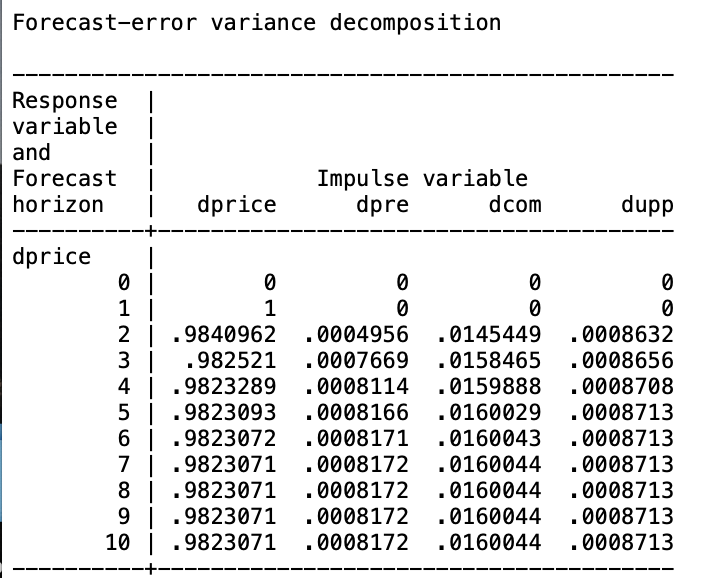 Forecast-error variance decomposition
--------------------------------------------------
Response |
variable |
and |
Forecast | Impulse variable
horizon | dprice dpre dcom dupp
----------+---------------------------------------
dprice |
0 | 0 0 0 0
1 | 1 0 0 0
2 | .9840962 .0004956 .0145449 .0008632
3 | .982521 .0007669 .0158465 .0008656
4 | .9823289 .0008114 .0159888 .0008708
5 | .9823093 .0008166 .0160029 .0008713
6 | .9823072 .0008171 .0160043 .0008713
7 | .9823071 .0008172 .0160044 .0008713
8 | .9823071 .0008172 .0160044 .0008713
9 | .9823071 .0008172 .0160044 .0008713
10 | .9823071 .0008172 .0160044 .0008713
----------+---------------------------------------